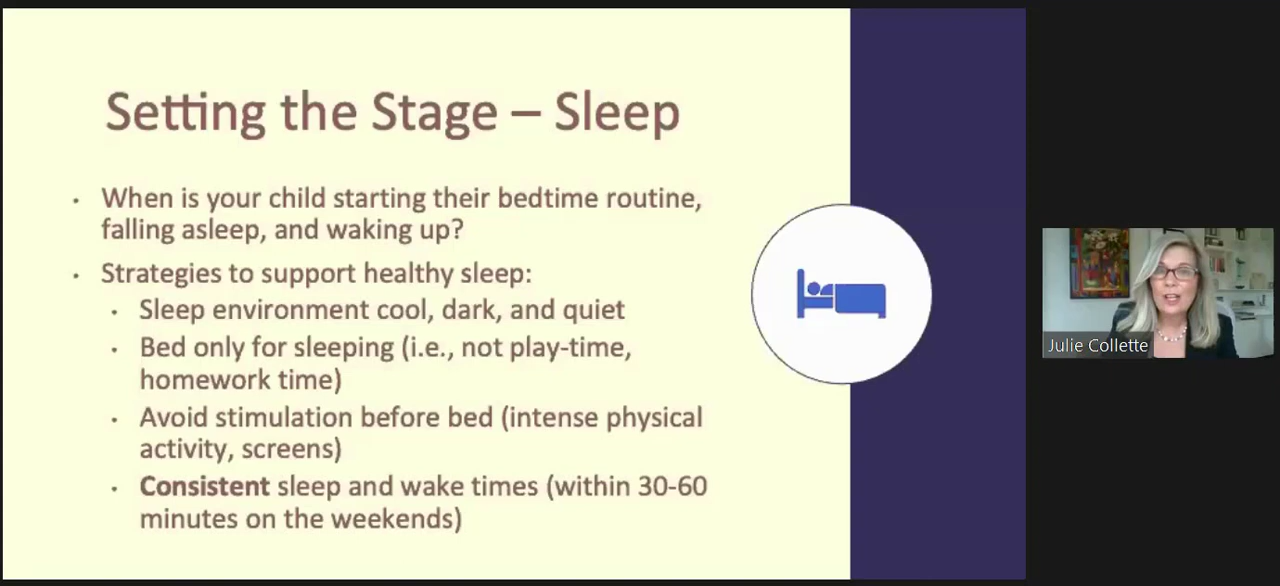 Setting the Stage – Sleep
• When is your child starting their bedtime routine,
falling asleep, and waking up?
• Strategies to support healthy sleep:
• Sleep environment cool, dark, and quiet
• Bed only for sleeping (i.e., not play-time,
homework time)
• Avoid stimulation before bed (intense physical
activity, screens)
• Consistent sleep and wake times (within 30-60
minutes on the weekends)
Julie Collette